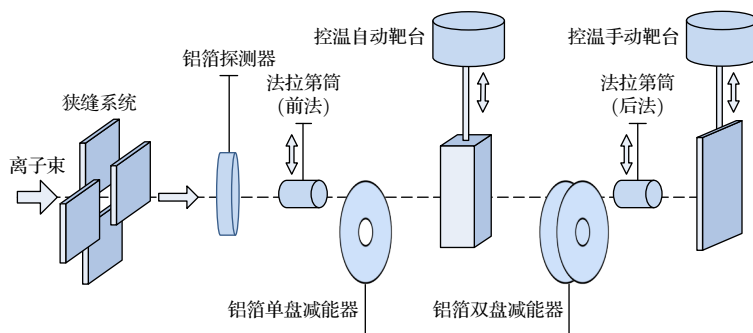 控温自动靶台
控温手动靶台
铝箔探测器
法拉第筒
(前法)
法拉第筒
(后法)
狭缝系统
离子束
铝箔单盘减能器
铝箔双盘减能器